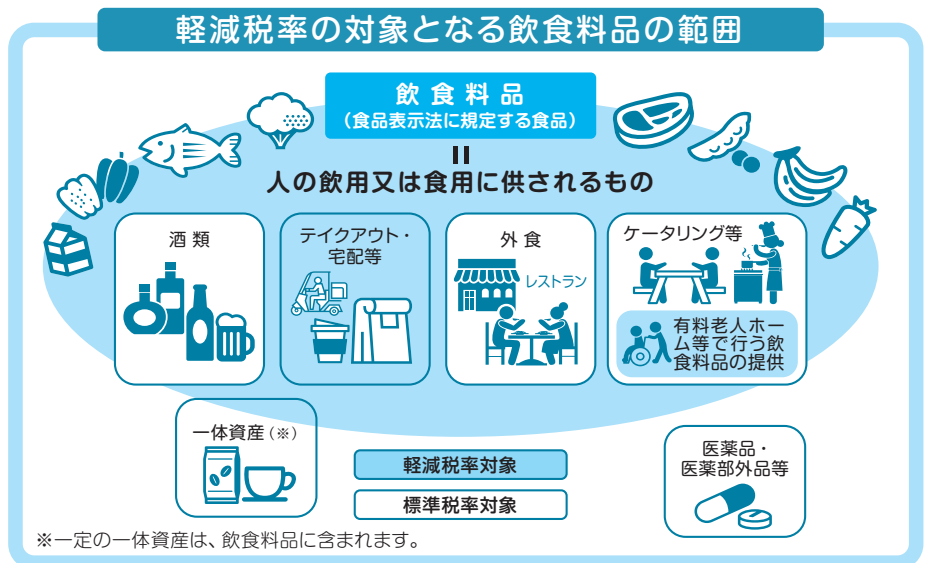 軽減税率の対象となる飲食料品の範囲
飲食料品
(食品表示法に規定する食品)
=
人の飲用又は食用に供されるもの
酒類
テイクアウト・
宅配等
外食
レストラン
ケータリング等
有料老人ホー
ム等で行う飲
食料品の提供
一体資産(※)
軽減税率対象
標準税率対象
医薬品・
医薬部外品等
※一定の一体資産は、飲食料品に含まれます。